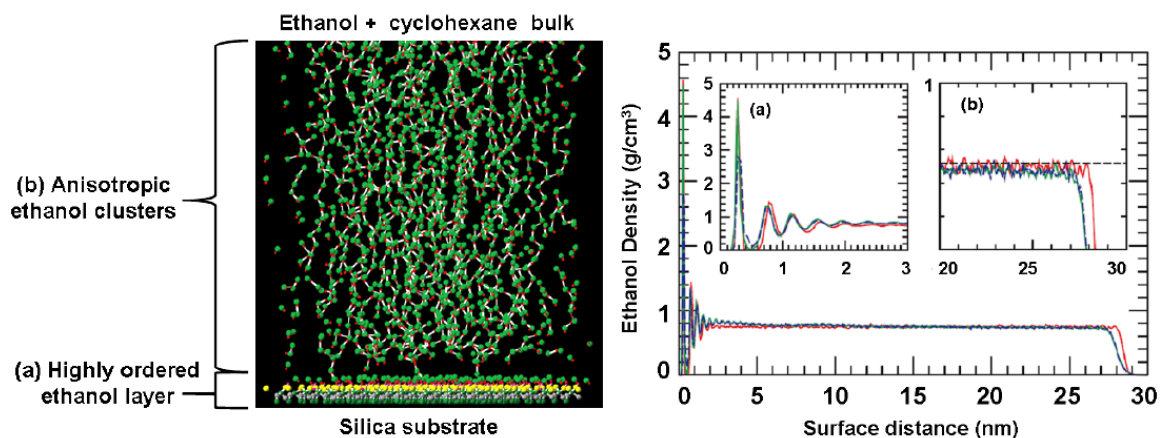 Ethanol + cyclohexane bulk
(b) Anisotropic
ethanol clusters
(a) Highly ordered
ethanol layer
Silica substrate
Ethanol Density (g/cm³)
5
4
3
2
1
0
0 5 10 15 20 25 30
Surface distance (nm)
(a)
5
4
3
2
1
0
0 1 2 3
(b)
1
20 25 30